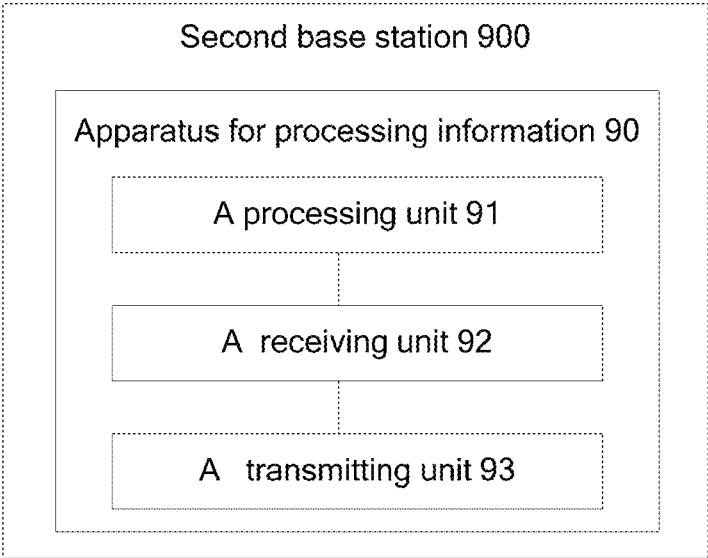 Second base station 900
Apparatus for processing information 90
A processing unit 91
A receiving unit 92
A transmitting unit 93